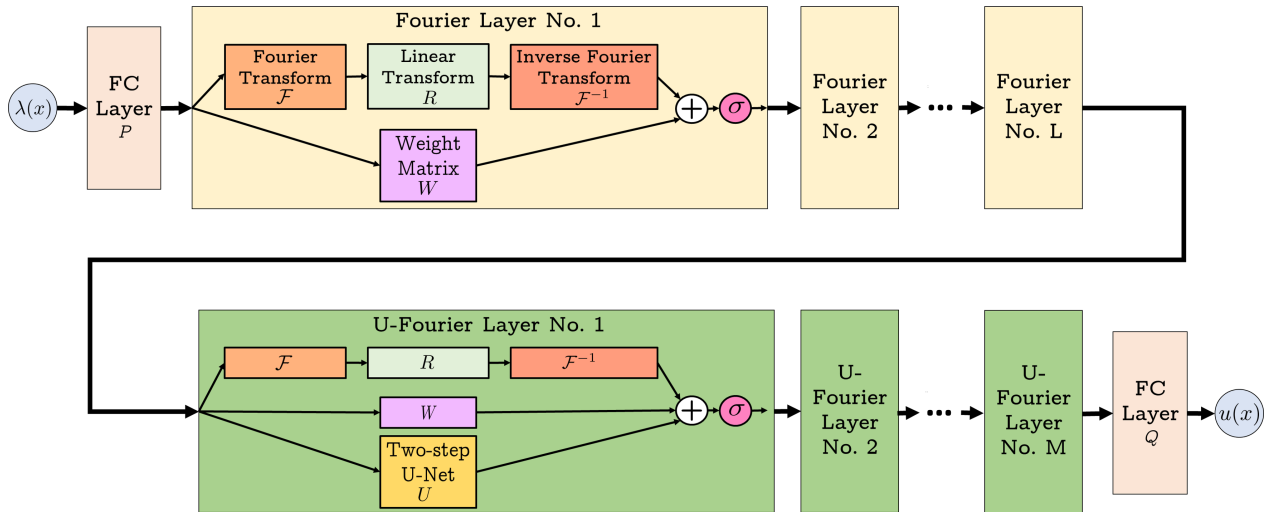 λ(x)
FC
Layer
P
Fourier Layer No. 1
Fourier
Transform
ℱ
Linear
Transform
R
Inverse Fourier
Transform
ℱ⁻¹
Weight
Matrix
W
+
σ
Fourier
Layer
No. 2
•••
Fourier
Layer
No. L
U-Fourier Layer No. 1
ℱ
R
ℱ⁻¹
W
Two-step
U-Net
U
+
σ
U-
Fourier
Layer
No. 2
•••
U-
Fourier
Layer
No. M
FC
Layer
Q
u(x)